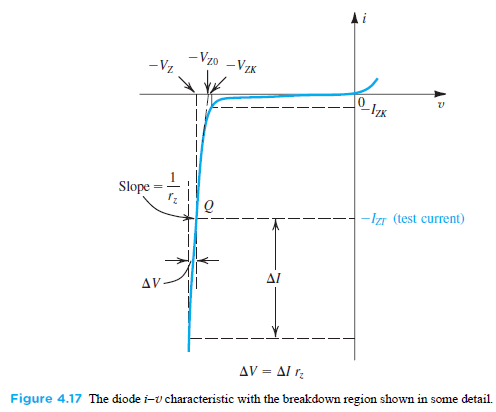 i
−V_Z
−V_Z0
−V_ZK
0
−I_ZK
v
Slope = 1/r_z
Q
−I_ZT (test current)
ΔV
ΔI
ΔV = ΔI r_z
Figure 4.17 The diode i–v characteristic with the breakdown region shown in some detail.